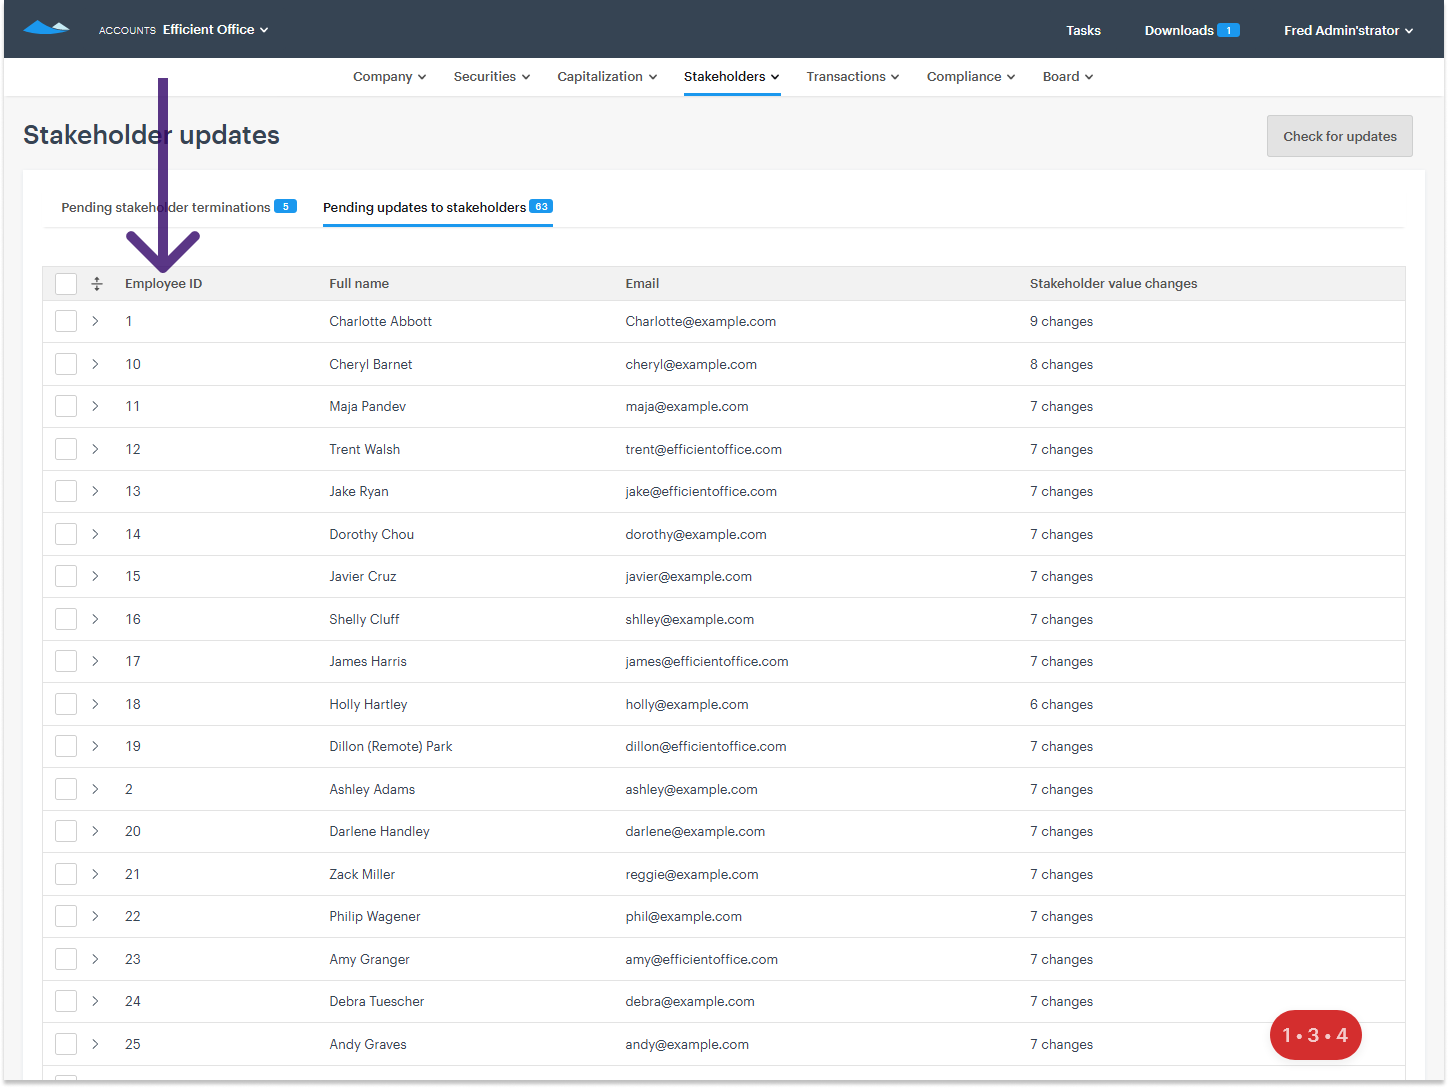 ACCOUNTS Efficient Office Tasks Downloads 1 Fred Admin'strator
Company Securities Capitalization Stakeholders Transactions Compliance Board
Stakeholder updates Check for updates
Pending stakeholder terminations 5 Pending updates to stakeholders 63
Employee ID Full name Email Stakeholder value changes
1 Charlotte Abbott Charlotte@example.com 9 changes
10 Cheryl Barnet cheryl@example.com 8 changes
11 Maja Pandev maja@example.com 7 changes
12 Trent Walsh trent@efficientoffice.com 7 changes
13 Jake Ryan jake@efficientoffice.com 7 changes
14 Dorothy Chou dorothy@example.com 7 changes
15 Javier Cruz javier@example.com 7 changes
16 Shelly Cluff shlley@example.com 7 changes
17 James Harris james@efficientoffice.com 7 changes
18 Holly Hartley holly@example.com 6 changes
19 Dillon (Remote) Park dillon@efficientoffice.com 7 changes
2 Ashley Adams ashley@example.com 7 changes
20 Darlene Handley darlene@example.com 7 changes
21 Zack Miller reggie@example.com 7 changes
22 Philip Wagener phil@example.com 7 changes
23 Amy Granger amy@efficientoffice.com 7 changes
24 Debra Tuescher debra@example.com 7 changes
25 Andy Graves andy@example.com 7 changes
1 • 3 • 4